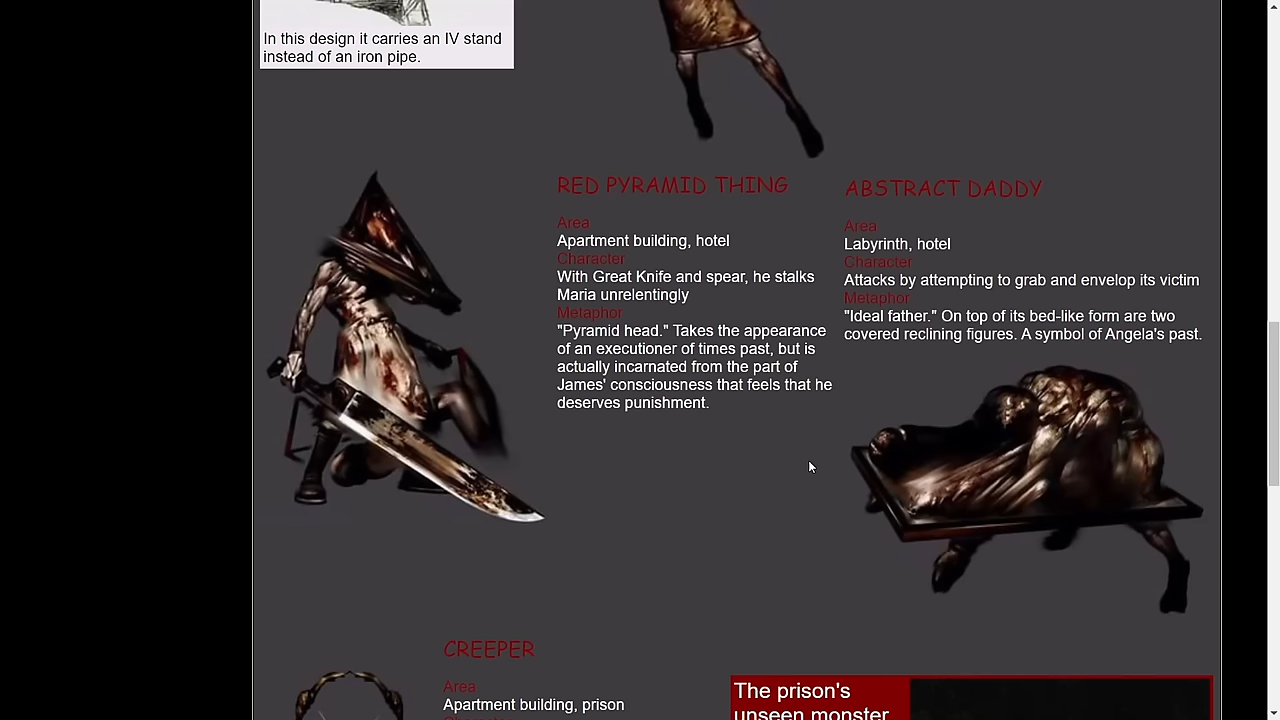 In this design it carries an IV stand
instead of an iron pipe.
RED PYRAMID THING
Area
Apartment building, hotel
Character
With Great Knife and spear, he stalks
Maria unrelentingly
Metaphor
"Pyramid head." Takes the appearance
of an executioner of times past, but is
actually incarnated from the part of
James' consciousness that feels that he
deserves punishment.
ABSTRACT DADDY
Area
Labyrinth, hotel
Character
Attacks by attempting to grab and envelop its victim
Metaphor
"Ideal father." On top of its bed-like form are two
covered reclining figures. A symbol of Angela's past.
CREEPER
Area
Apartment building, prison
Character
The prison's
unseen monster